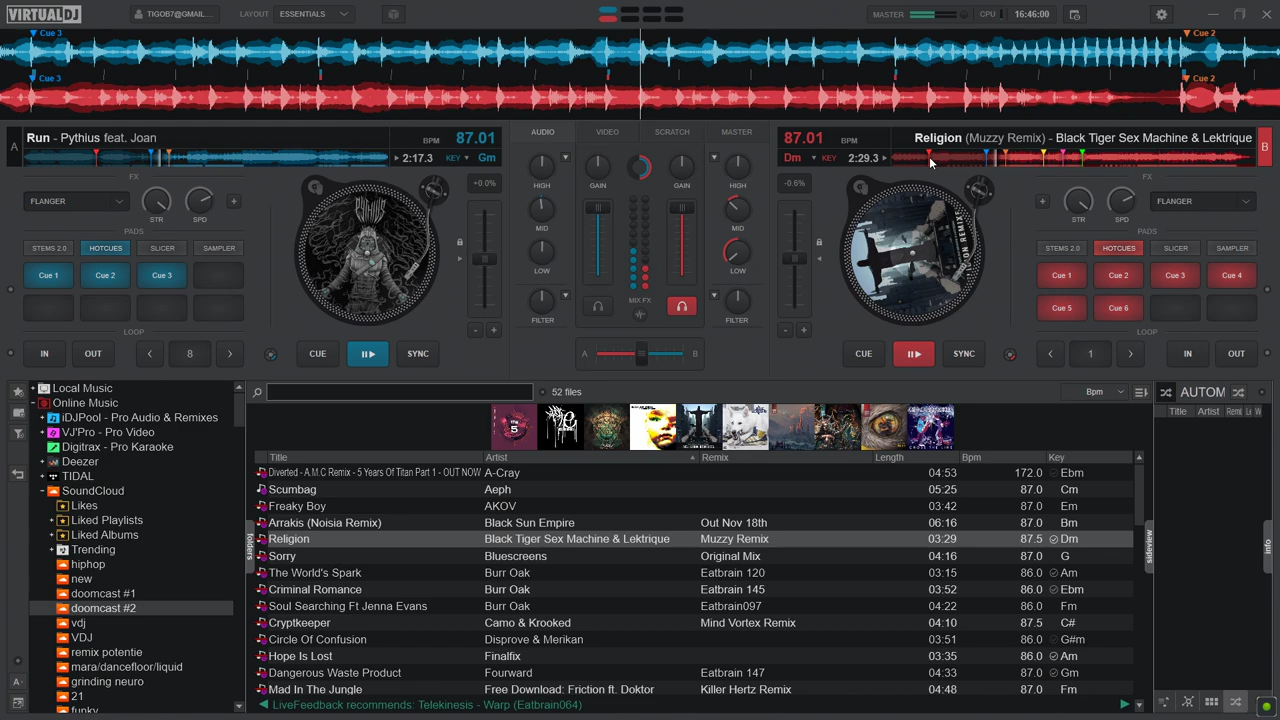 VIRTUALDJ TIGOB7@GMAIL... LAYOUT ESSENTIALS MASTER CPU 16:46:00
Cue 3 Cue 2
Cue 3 Cue 2
A Run - Pythius feat. Joan BPM 87.01
2:17.3 KEY Gm
AUDIO VIDEO SCRATCH MASTER
87.01 BPM Religion (Muzzy Remix) - Black Tiger Sex Machine & Lektrique B
Dm KEY 2:29.3
FX
FLANGER STR SPD
+0.0%
PADS
STEMS 2.0 HOTCUES SLICER SAMPLER
Cue 1 Cue 2 Cue 3
LOOP
IN OUT 8
CUE SYNC
HIGH GAIN GAIN HIGH
MID MID
LOW LOW
MIX FX
FILTER FILTER
A B
-0.6%
FX
STR SPD FLANGER
PADS
STEMS 2.0 HOTCUES SLICER SAMPLER
Cue 1 Cue 2 Cue 3 Cue 4
Cue 5 Cue 6
LOOP
CUE SYNC 1 IN OUT
Local Music
Online Music
iDJPool - Pro Audio & Remixes
VJ'Pro - Pro Video
Digitrax - Pro Karaoke
Deezer
TIDAL
SoundCloud
Likes
Liked Playlists
Liked Albums
Trending
hiphop
new
doomcast #1
doomcast #2
vdj
VDJ
remix potentie
mara/dancefloor/liquid
grinding neuro
21
funky
folders
52 files Bpm
Title Artist Remix Length Bpm Key
Diverted - A.M.C Remix - 5 Years Of Titan Part 1 - OUT NOW A-Cray 04:53 172.0 Ebm
Scumbag Aeph 05:25 87.0 Cm
Freaky Boy AKOV 03:42 87.0 Em
Arrakis (Noisia Remix) Black Sun Empire Out Nov 18th 06:16 87.0 Bm
Religion Black Tiger Sex Machine & Lektrique Muzzy Remix 03:29 87.5 Dm
Sorry Bluescreens Original Mix 04:16 87.0 G
The World's Spark Burr Oak Eatbrain 120 03:15 86.0 Am
Criminal Romance Burr Oak Eatbrain 145 03:52 86.0 Ebm
Soul Searching Ft Jenna Evans Burr Oak Eatbrain097 04:22 86.0 Fm
Cryptkeeper Camo & Krooked Mind Vortex Remix 04:10 87.5 C#
Circle Of Confusion Disprove & Merikan 03:51 86.0 G#m
Hope Is Lost Finalfix 03:35 86.0 Am
Dangerous Waste Product Fourward Eatbrain 147 04:33 86.0 Gm
Mad In The Jungle Free Download: Friction ft. Doktor Killer Hertz Remix 04:48 87.0 Fm
LiveFeedback recommends: Telekinesis - Warp (Eatbrain064)
sideview
AUTOM
Title Artist Remi
info